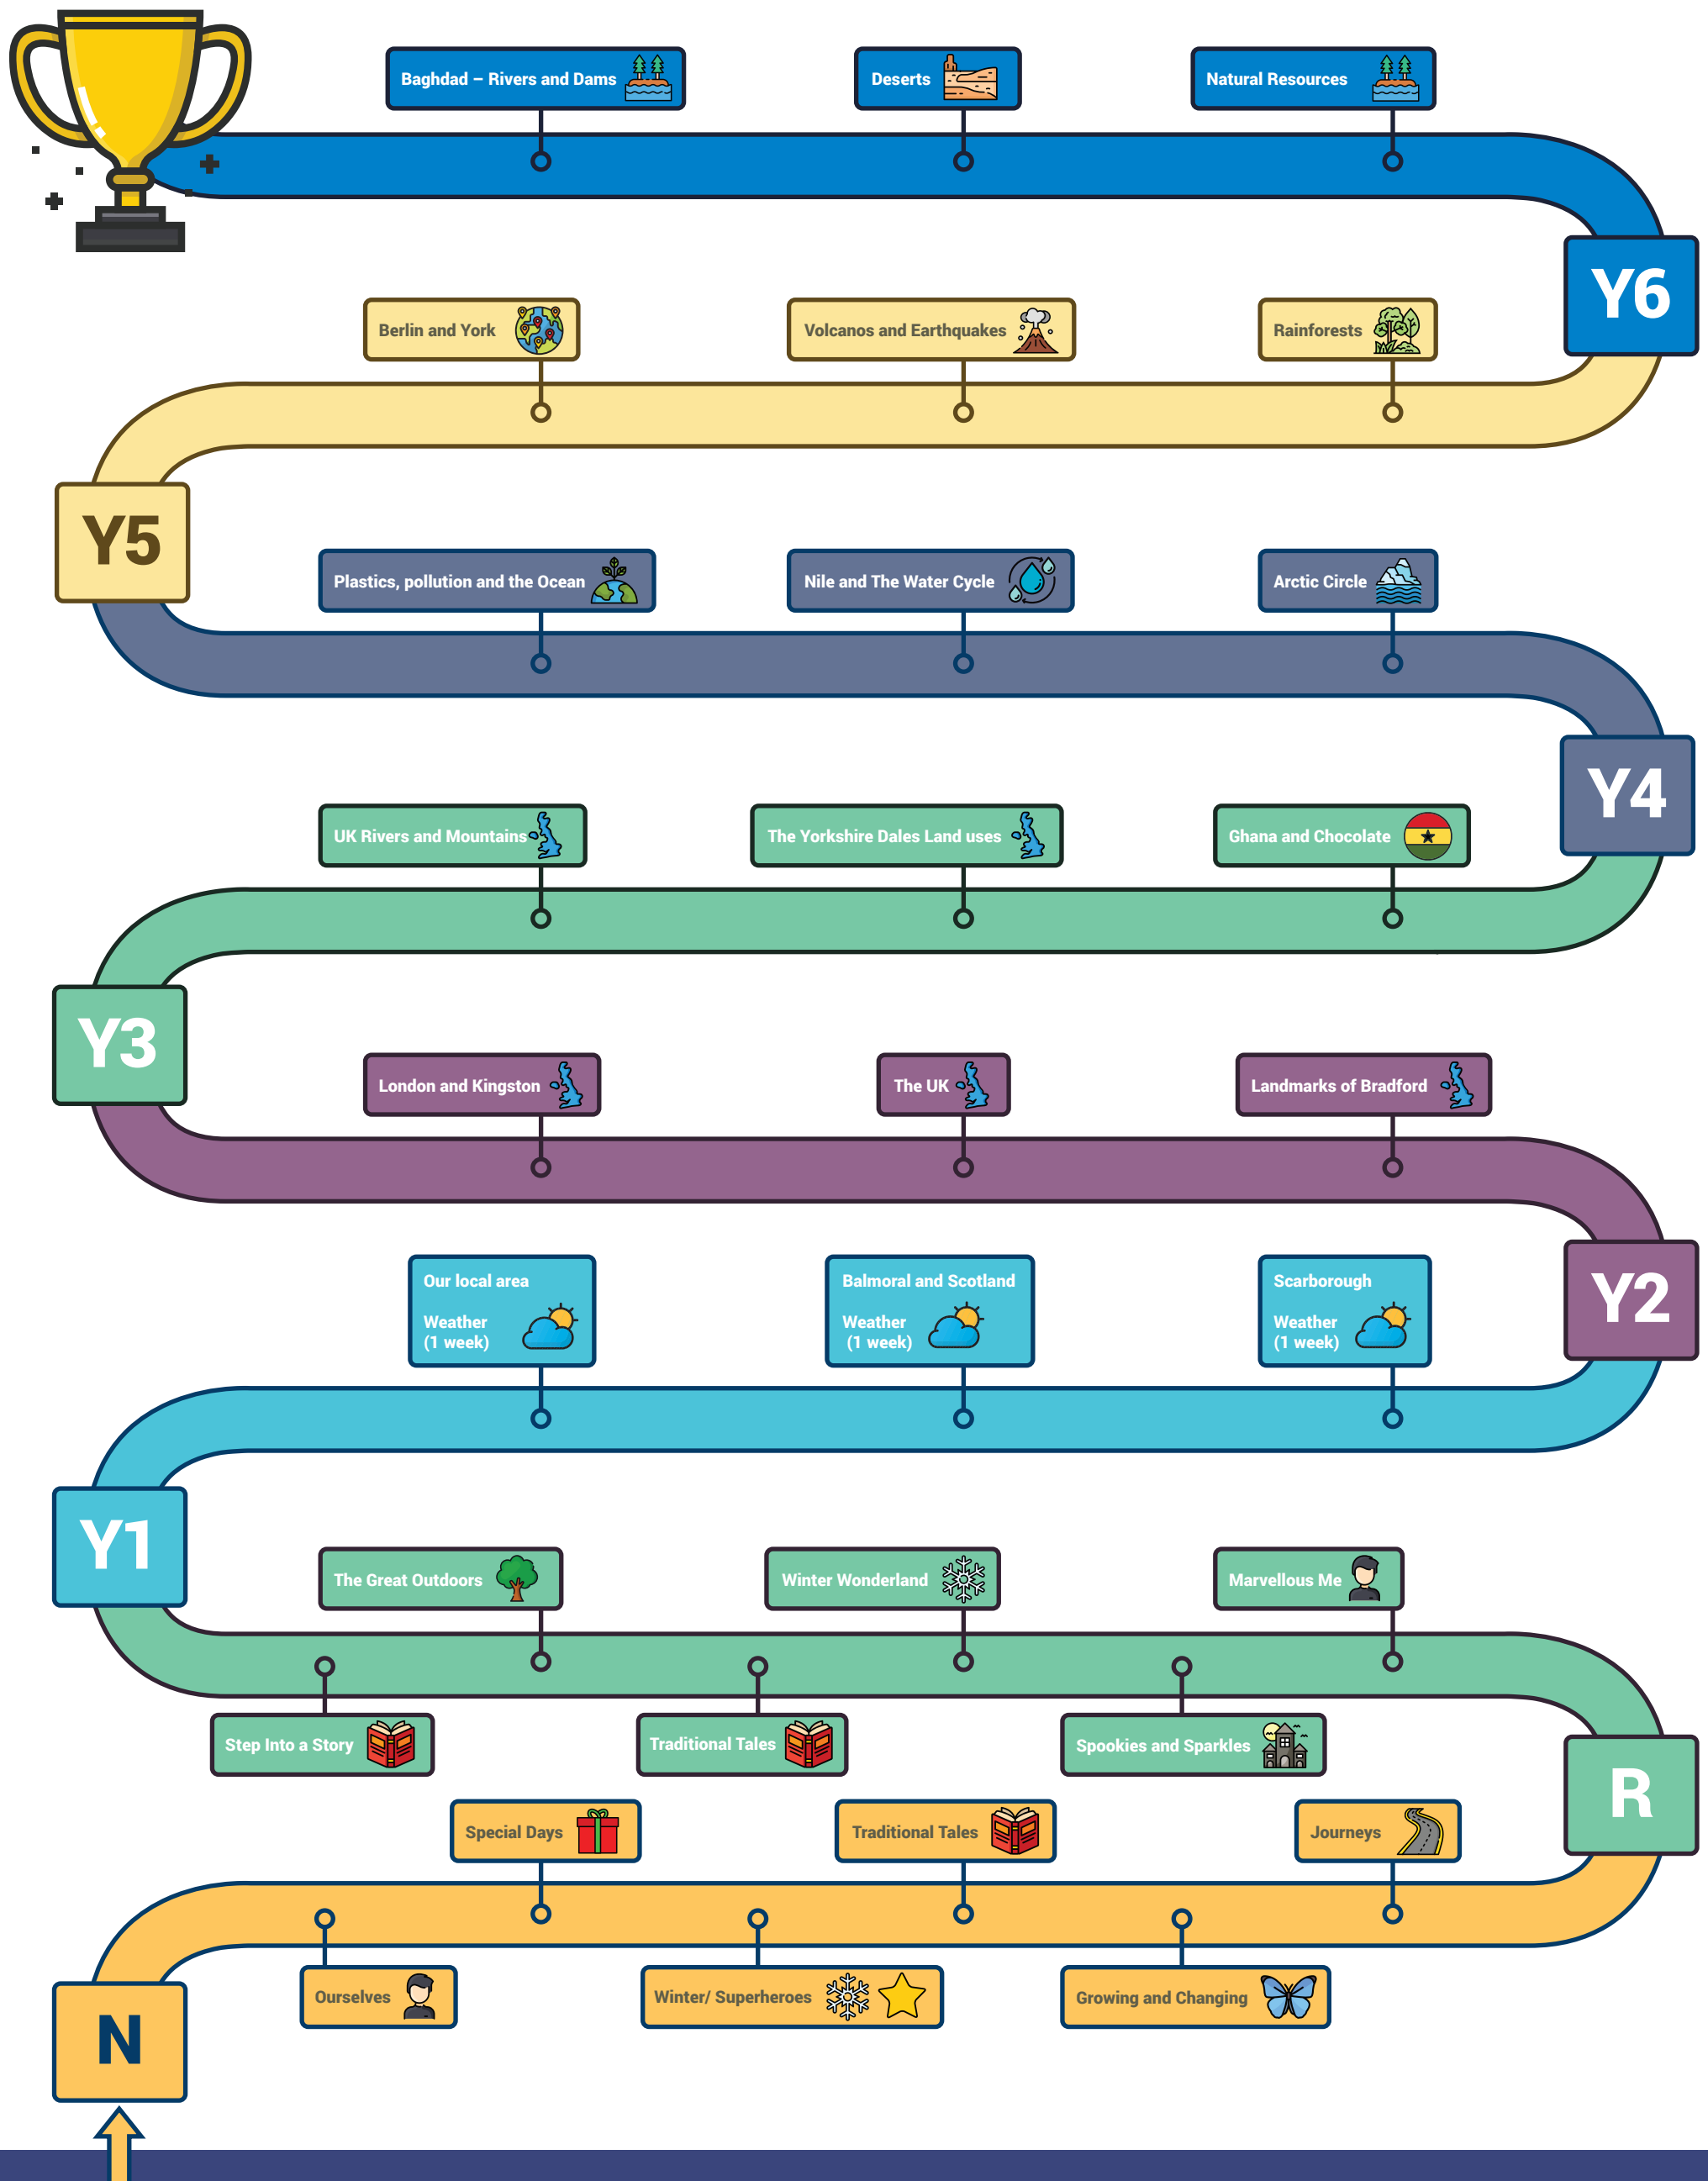 Baghdad – Rivers and Dams
Deserts
Natural Resources
Y6
Berlin and York
Volcanos and Earthquakes
Rainforests
Y5
Plastics, pollution and the Ocean
Nile and The Water Cycle
Arctic Circle
Y4
UK Rivers and Mountains
The Yorkshire Dales Land uses
Ghana and Chocolate
Y3
London and Kingston
The UK
Landmarks of Bradford
Y2
Our local area
Weather
(1 week)
Balmoral and Scotland
Weather
(1 week)
Scarborough
Weather
(1 week)
Y1
The Great Outdoors
Winter Wonderland
Marvellous Me
Step Into a Story
Traditional Tales
Spookies and Sparkles
R
Special Days
Traditional Tales
Journeys
Ourselves
Winter/ Superheroes
Growing and Changing
N